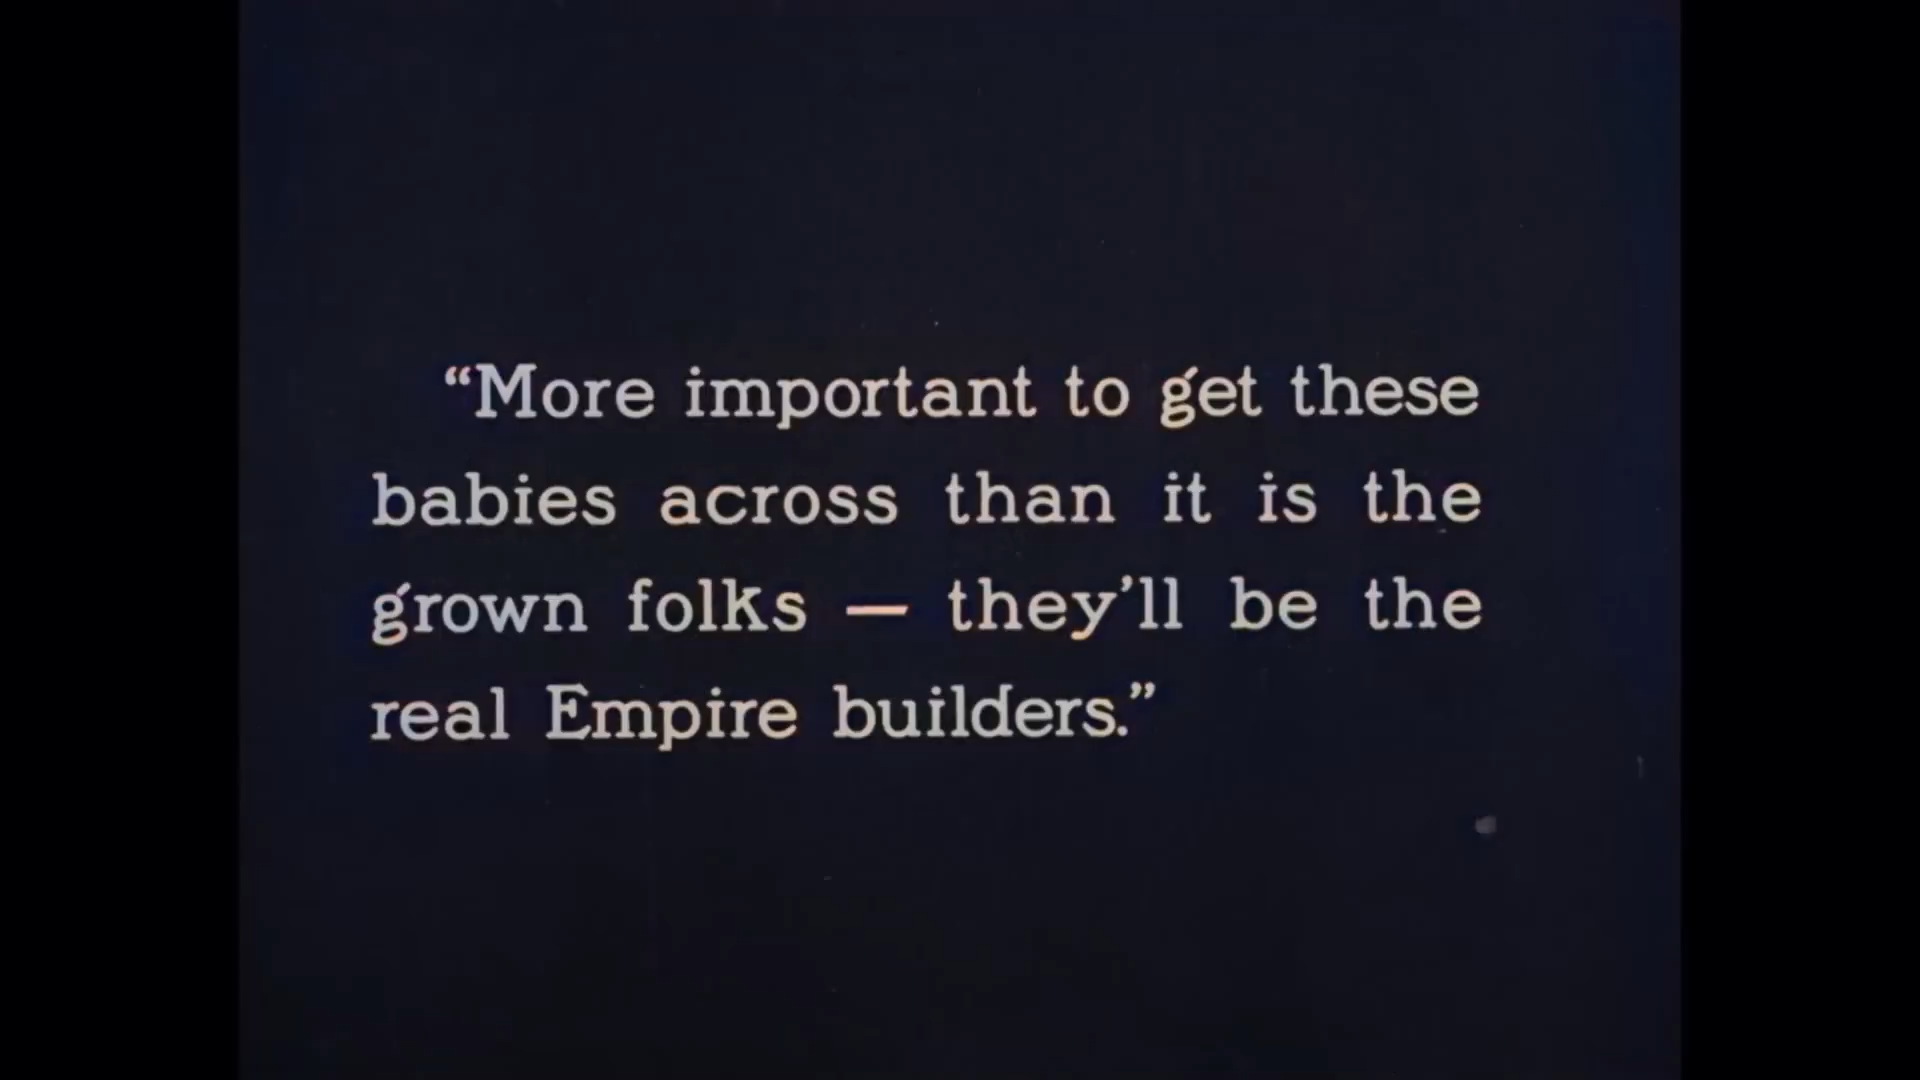 “More important to get these
babies across than it is the
grown folks — they’ll be the
real Empire builders.”